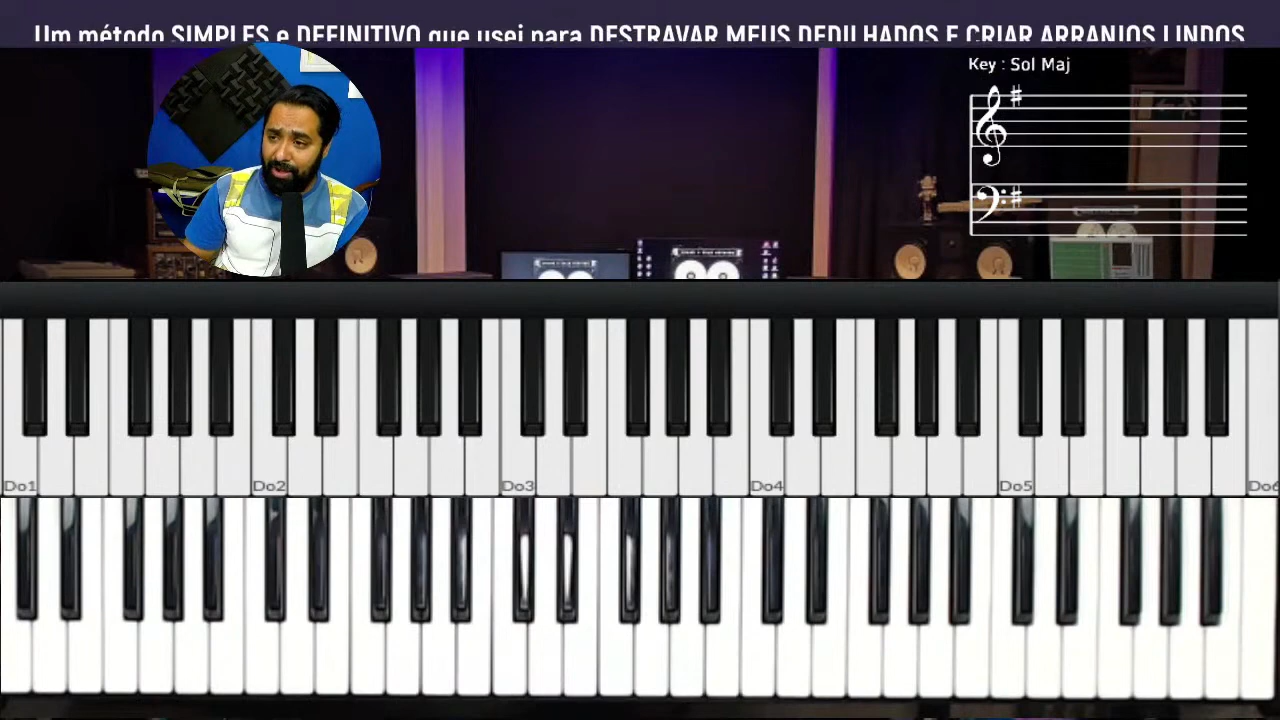 Um método SIMPLES e DEFINITIVO que usei para DESTRAVAR MEUS DEDILHADOS E CRIAR ARRANJOS LINDOS
Key : Sol Maj
Do1 Do2 Do3 Do4 Do5 Do6